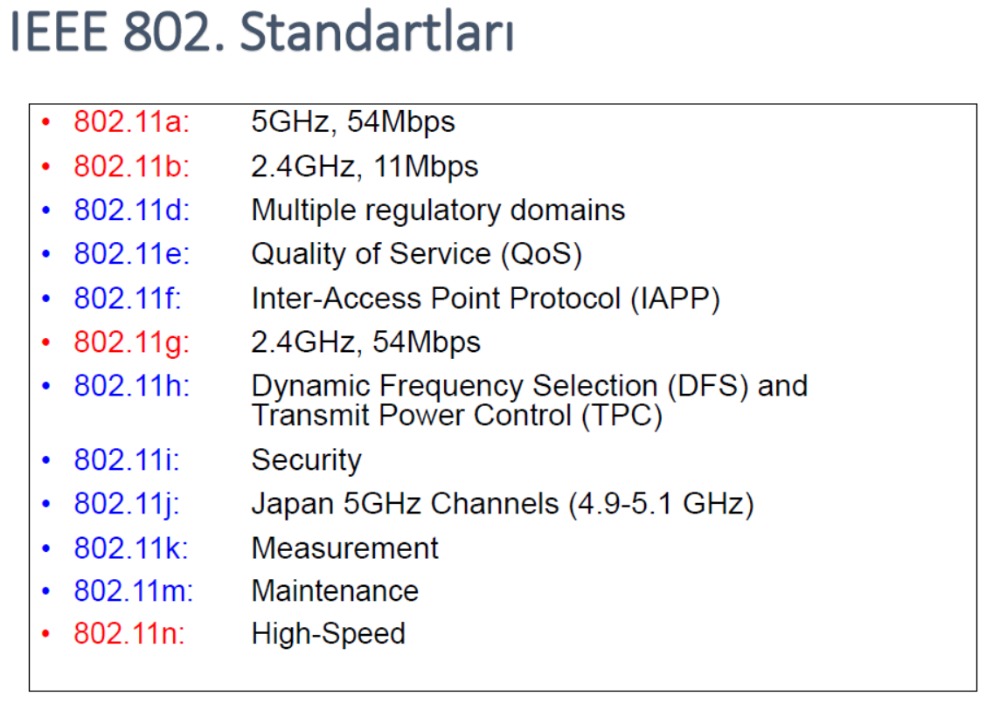 IEEE 802. Standartları
• 802.11a: 5GHz, 54Mbps
• 802.11b: 2.4GHz, 11Mbps
• 802.11d: Multiple regulatory domains
• 802.11e: Quality of Service (QoS)
• 802.11f: Inter-Access Point Protocol (IAPP)
• 802.11g: 2.4GHz, 54Mbps
• 802.11h: Dynamic Frequency Selection (DFS) and
Transmit Power Control (TPC)
• 802.11i: Security
• 802.11j: Japan 5GHz Channels (4.9-5.1 GHz)
• 802.11k: Measurement
• 802.11m: Maintenance
• 802.11n: High-Speed